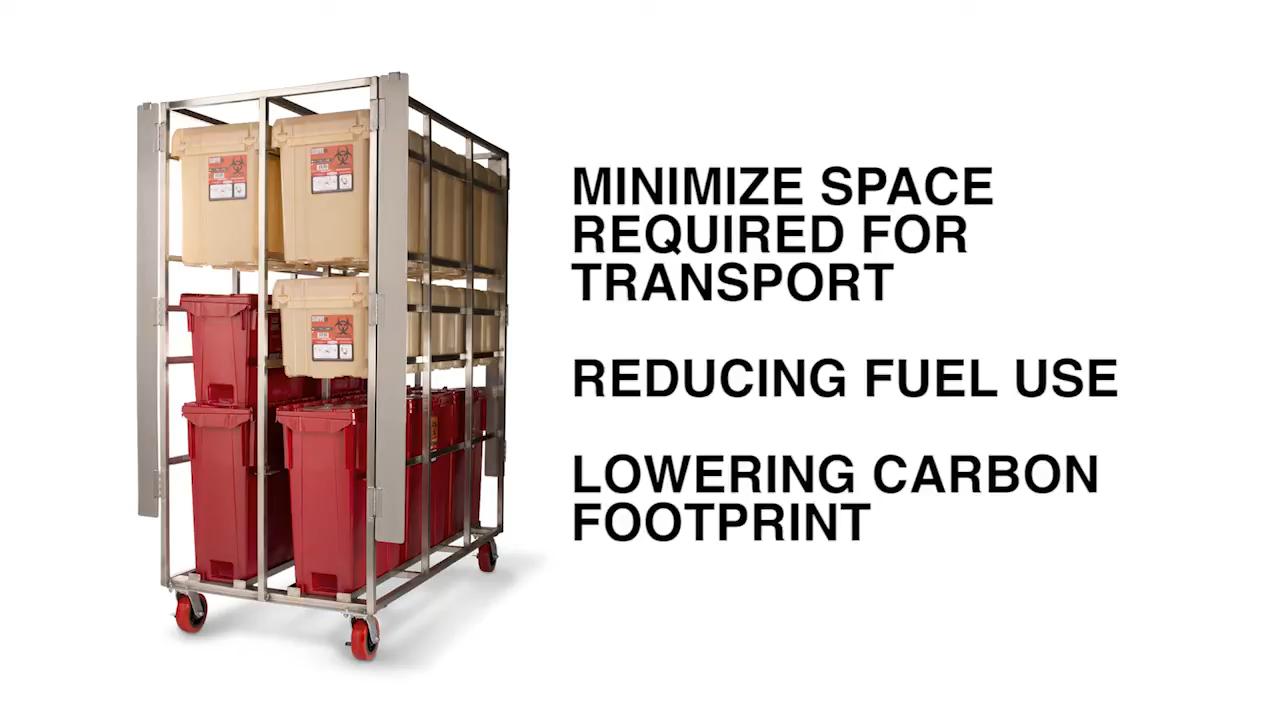 MINIMIZE SPACE
REQUIRED FOR
TRANSPORT
REDUCING FUEL USE
LOWERING CARBON
FOOTPRINT